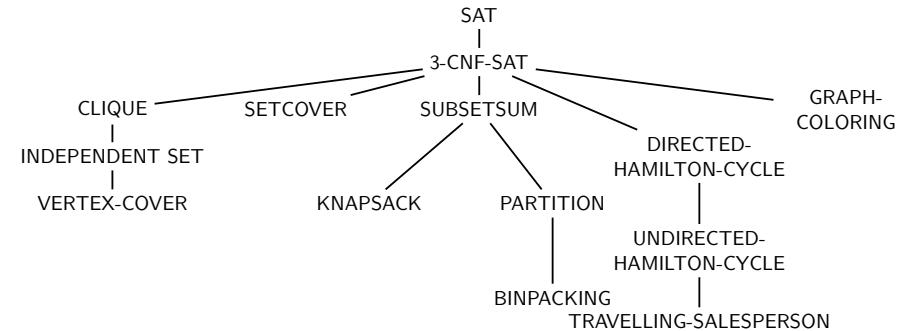 SAT
3-CNF-SAT
CLIQUE
SETCOVER
SUBSETSUM
GRAPH-
COLORING
INDEPENDENT SET
DIRECTED-
HAMILTON-CYCLE
VERTEX-COVER
KNAPSACK
PARTITION
UNDIRECTED-
HAMILTON-CYCLE
BINPACKING
TRAVELLING-SALESPERSON